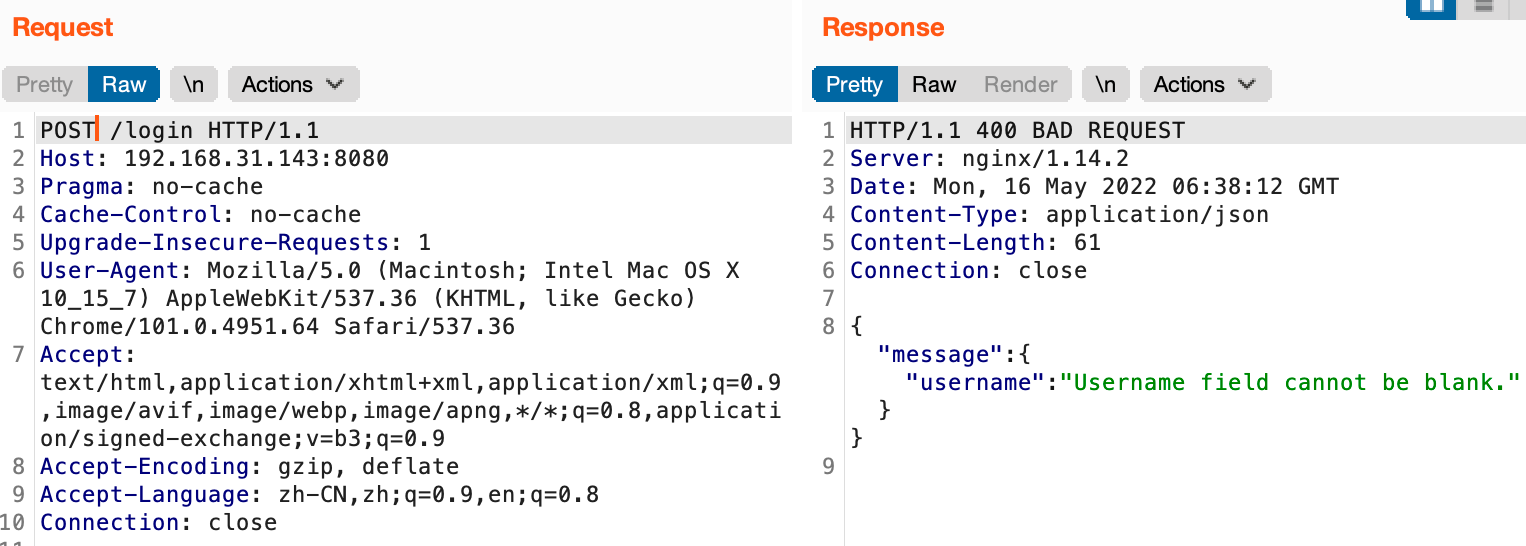 Request
Pretty Raw \n Actions
1 POST /login HTTP/1.1
2 Host: 192.168.31.143:8080
3 Pragma: no-cache
4 Cache-Control: no-cache
5 Upgrade-Insecure-Requests: 1
6 User-Agent: Mozilla/5.0 (Macintosh; Intel Mac OS X
10_15_7) AppleWebKit/537.36 (KHTML, like Gecko)
Chrome/101.0.4951.64 Safari/537.36
7 Accept:
text/html,application/xhtml+xml,application/xml;q=0.9
,image/avif,image/webp,image/apng,*/*;q=0.8,applicati
on/signed-exchange;v=b3;q=0.9
8 Accept-Encoding: gzip, deflate
9 Accept-Language: zh-CN,zh;q=0.9,en;q=0.8
10 Connection: close
Response
Pretty Raw Render \n Actions
1 HTTP/1.1 400 BAD REQUEST
2 Server: nginx/1.14.2
3 Date: Mon, 16 May 2022 06:38:12 GMT
4 Content-Type: application/json
5 Content-Length: 61
6 Connection: close
7
8 {
"message":{
"username":"Username field cannot be blank."
}
}
9